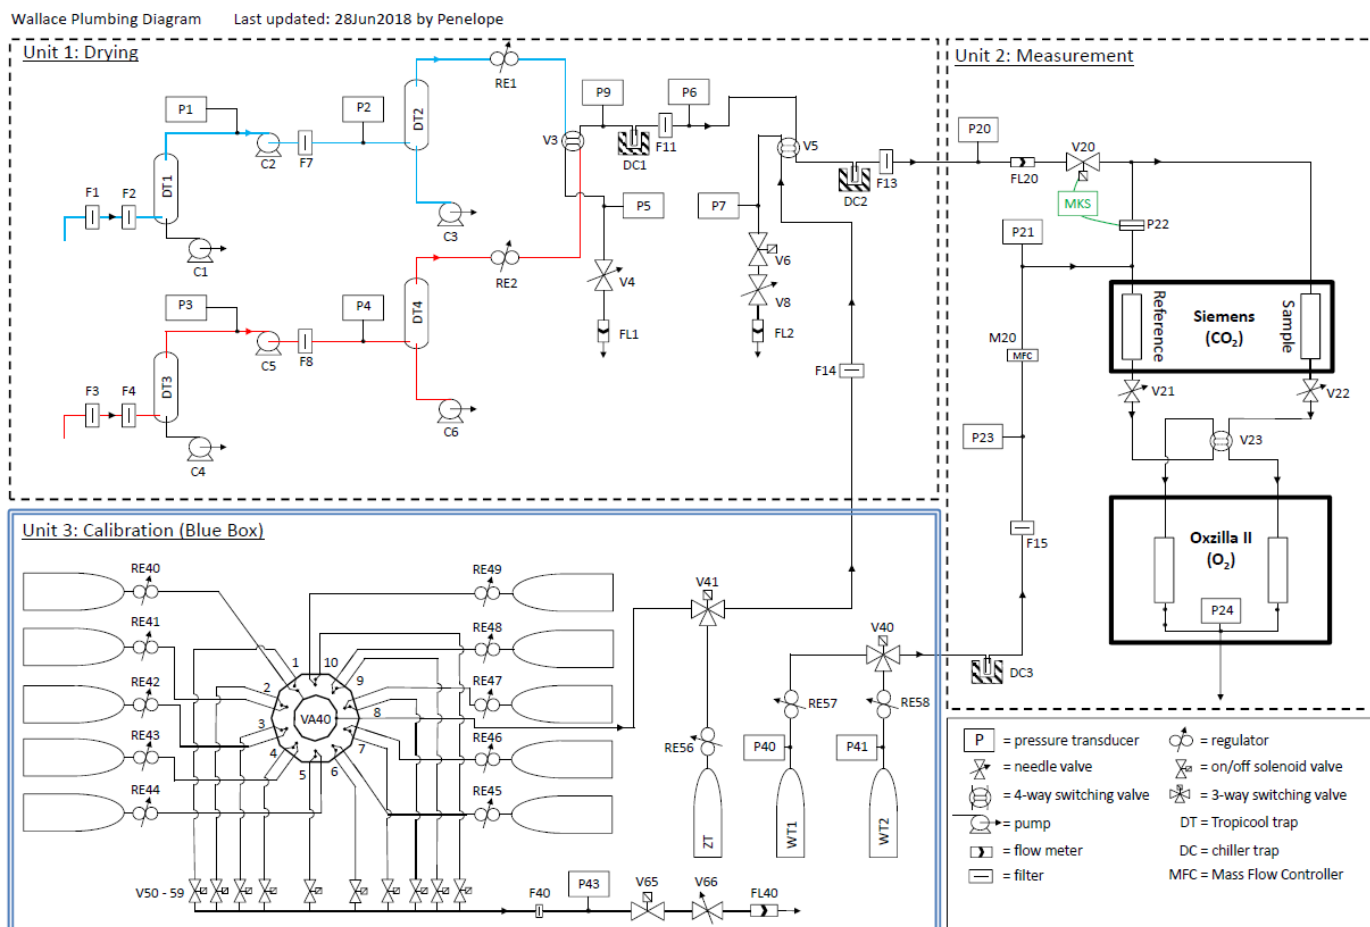 Wallace Plumbing Diagram Last updated: 28Jun2018 by Penelope
Unit 1: Drying
RE1
P1
P2
DT2
P9
P6
V3
C2
F7
DC1
F11
V5
DT1
F1
F2
DC2
F13
P5
P7
C3
C1
RE2
V6
V4
V8
P3
P4
DT4
FL1
FL2
C5
F8
F14
DT3
F3
F4
C6
C4
Unit 2: Measurement
P20
V20
FL20
MKS
P22
P21
Reference
Siemens
(CO₂)
Sample
M20
MFC
V21
V22
P23
V23
F15
Oxzilla II
(O₂)
P24
Unit 3: Calibration (Blue Box)
RE40
RE49
RE41
RE48
RE42
RE47
RE43
RE46
RE44
RE45
1
10
2
9
3
VA40
8
4
7
5
6
V41
V40
DC3
RE57
RE58
RE56
P40
P41
ZT
WT1
WT2
V50 - 59
F40
P43
V65
V66
FL40
P = pressure transducer
= regulator
= needle valve
= on/off solenoid valve
= 4-way switching valve
= 3-way switching valve
= pump
DT = Tropicool trap
= flow meter
DC = chiller trap
= filter
MFC = Mass Flow Controller